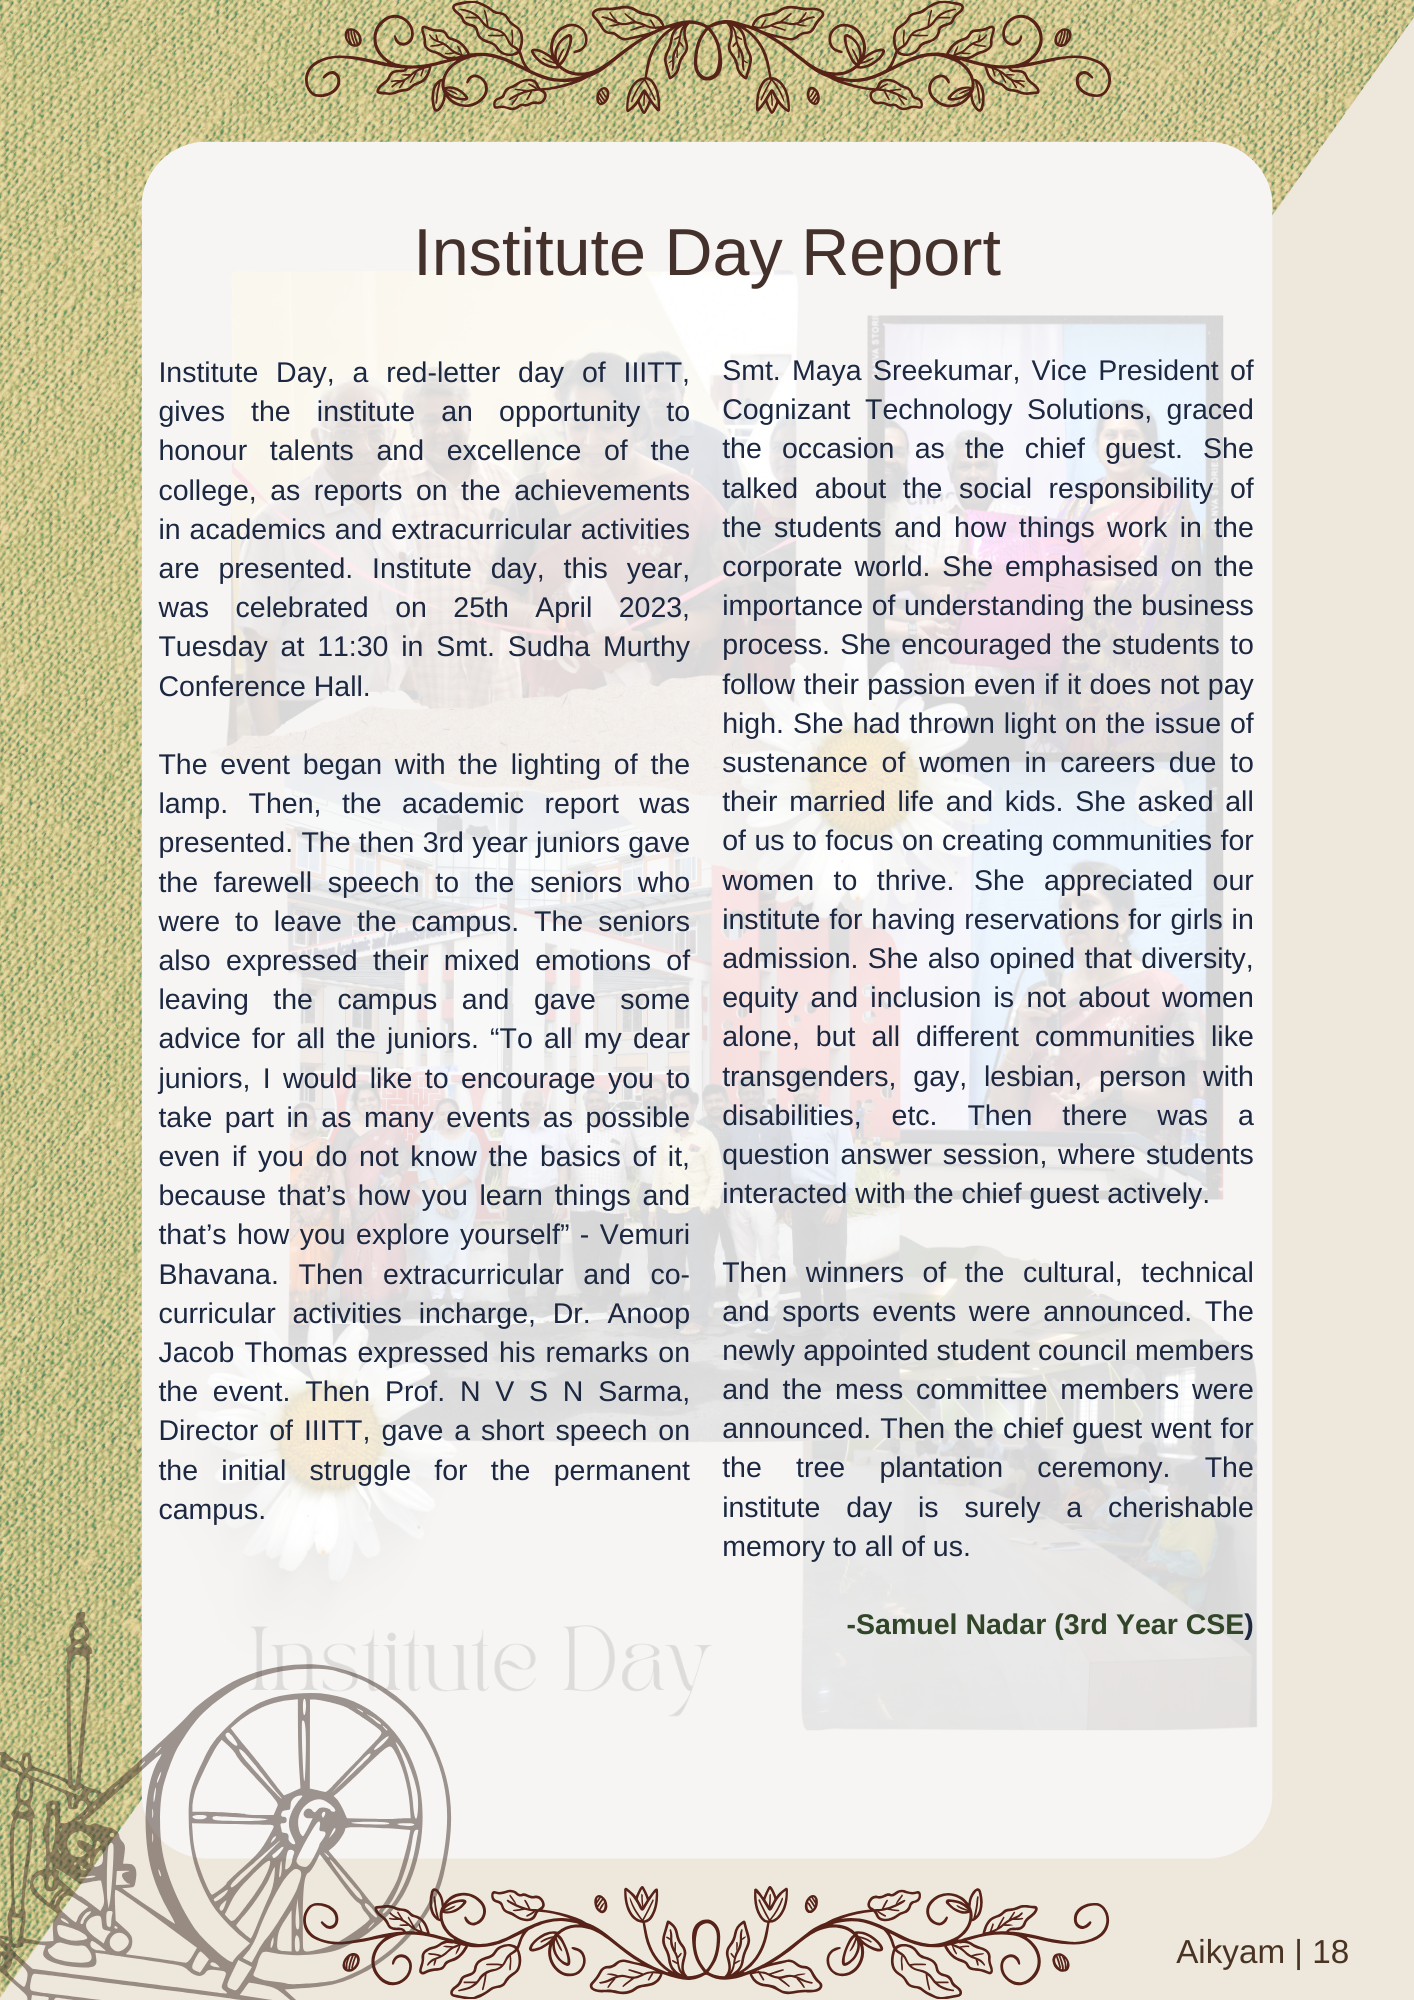 Institute Day Report
Institute Day, a red-letter day of IIITT,
gives the institute an opportunity to
honour talents and excellence of the
college, as reports on the achievements
in academics and extracurricular activities
are presented. Institute day, this year,
was celebrated on 25th April 2023,
Tuesday at 11:30 in Smt. Sudha Murthy
Conference Hall.
The event began with the lighting of the
lamp. Then, the academic report was
presented. The then 3rd year juniors gave
the farewell speech to the seniors who
were to leave the campus. The seniors
also expressed their mixed emotions of
leaving the campus and gave some
advice for all the juniors. “To all my dear
juniors, I would like to encourage you to
take part in as many events as possible
even if you do not know the basics of it,
because that’s how you learn things and
that’s how you explore yourself” - Vemuri
Bhavana. Then extracurricular and co-
curricular activities incharge, Dr. Anoop
Jacob Thomas expressed his remarks on
the event. Then Prof. N V S N Sarma,
Director of IIITT, gave a short speech on
the initial struggle for the permanent
campus.
Smt. Maya Sreekumar, Vice President of
Cognizant Technology Solutions, graced
the occasion as the chief guest. She
talked about the social responsibility of
the students and how things work in the
corporate world. She emphasised on the
importance of understanding the business
process. She encouraged the students to
follow their passion even if it does not pay
high. She had thrown light on the issue of
sustenance of women in careers due to
their married life and kids. She asked all
of us to focus on creating communities for
women to thrive. She appreciated our
institute for having reservations for girls in
admission. She also opined that diversity,
equity and inclusion is not about women
alone, but all different communities like
transgenders, gay, lesbian, person with
disabilities, etc. Then there was a
question answer session, where students
interacted with the chief guest actively.
Then winners of the cultural, technical
and sports events were announced. The
newly appointed student council members
and the mess committee members were
announced. Then the chief guest went for
the tree plantation ceremony. The
institute day is surely a cherishable
memory to all of us.
-Samuel Nadar (3rd Year CSE)
Institute Day
Aikyam | 18